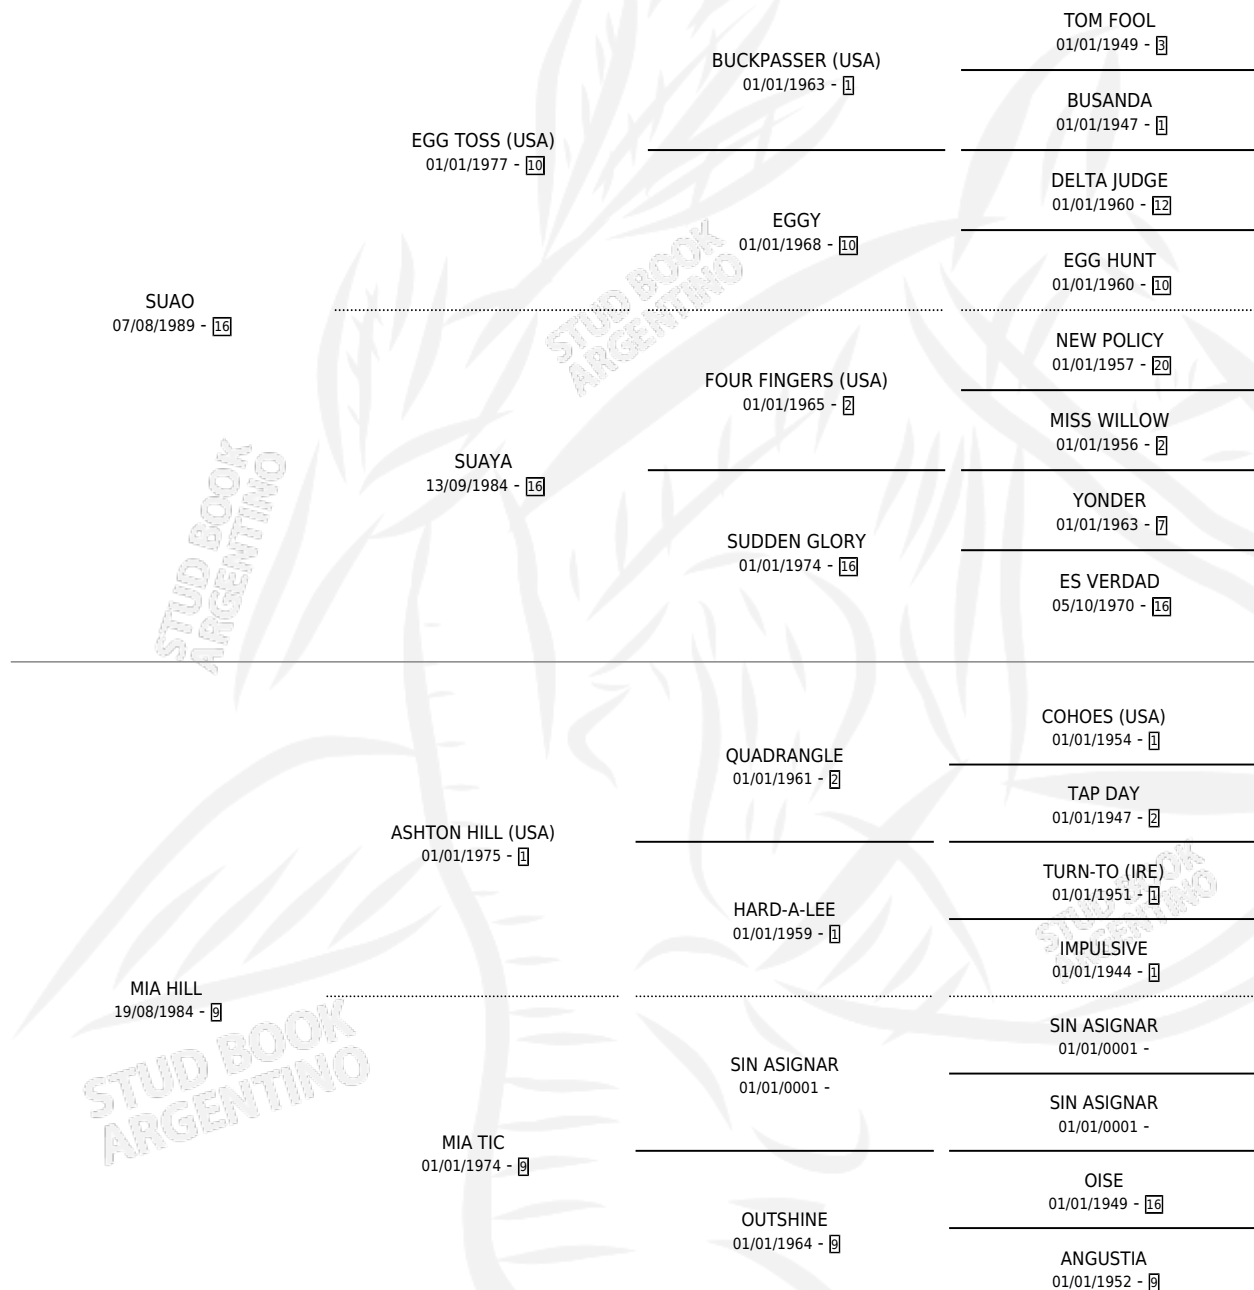 TOM FOOL
01/01/1949 - 3
BUCKPASSER (USA)
01/01/1963 - 1
BUSANDA
01/01/1947 - 1
EGG TOSS (USA)
01/01/1977 - 10
DELTA JUDGE
01/01/1960 - 12
EGGY
01/01/1968 - 10
EGG HUNT
01/01/1960 - 10
SUAO
07/08/1989 - 16
STUD BOOK
ARGENTINO
NEW POLICY
01/01/1957 - 20
FOUR FINGERS (USA)
01/01/1965 - 2
MISS WILLOW
01/01/1956 - 2
SUAYA
13/09/1984 - 16
YONDER
01/01/1963 - 7
SUDDEN GLORY
01/01/1974 - 16
ES VERDAD
05/10/1970 - 16
STUD BOOK
ARGENTINO
COHOES (USA)
01/01/1954 - 1
QUADRANGLE
01/01/1961 - 2
TAP DAY
01/01/1947 - 2
ASHTON HILL (USA)
01/01/1975 - 1
TURN-TO (IRE)
01/01/1951 - 1
HARD-A-LEE
01/01/1959 - 1
STUD BOOK
ARGENTINO
IMPULSIVE
01/01/1944 - 1
MIA HILL
19/08/1984 - 9
STUD BOOK
ARGENTINO
SIN ASIGNAR
01/01/0001 -
SIN ASIGNAR
01/01/0001 -
SIN ASIGNAR
01/01/0001 -
MIA TIC
01/01/1974 - 9
OISE
01/01/1949 - 16
OUTSHINE
01/01/1964 - 9
ANGUSTIA
01/01/1952 - 9